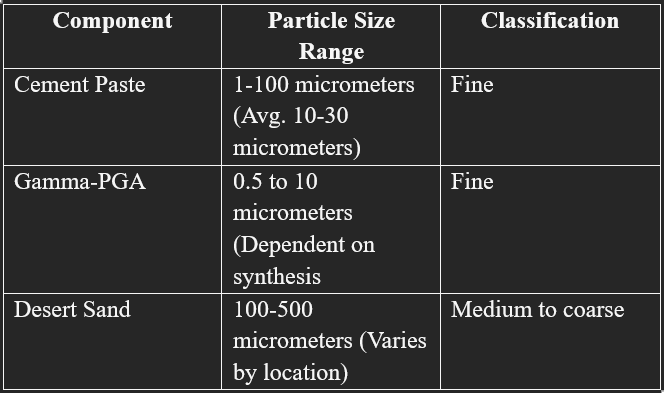 Component
Particle Size
Range
Classification
Cement Paste
1-100 micrometers
(Avg. 10-30
micrometers)
Fine
Gamma-PGA
0.5 to 10
micrometers
(Dependent on
synthesis
Fine
Desert Sand
100-500
micrometers (Varies
by location)
Medium to coarse